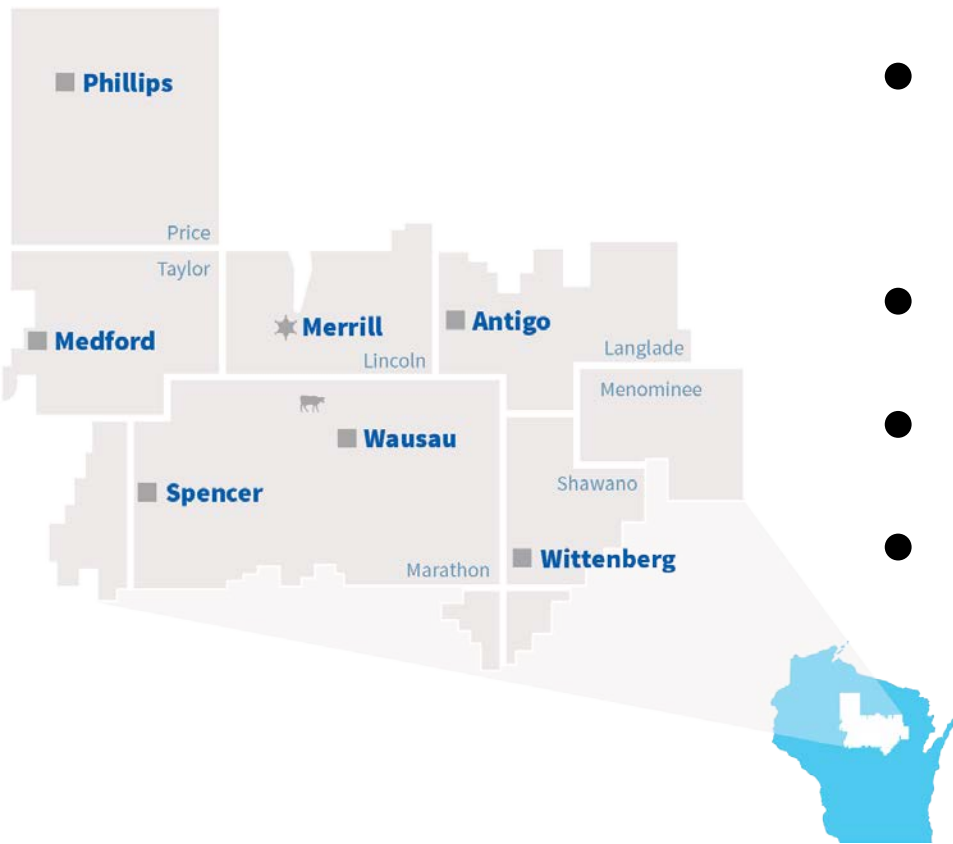 Phillips
Price
Taylor
Merrill
Antigo
Medford
Langlade
Lincoln
Menominee
Wausau
Shawano
Spencer
Wittenberg
Marathon